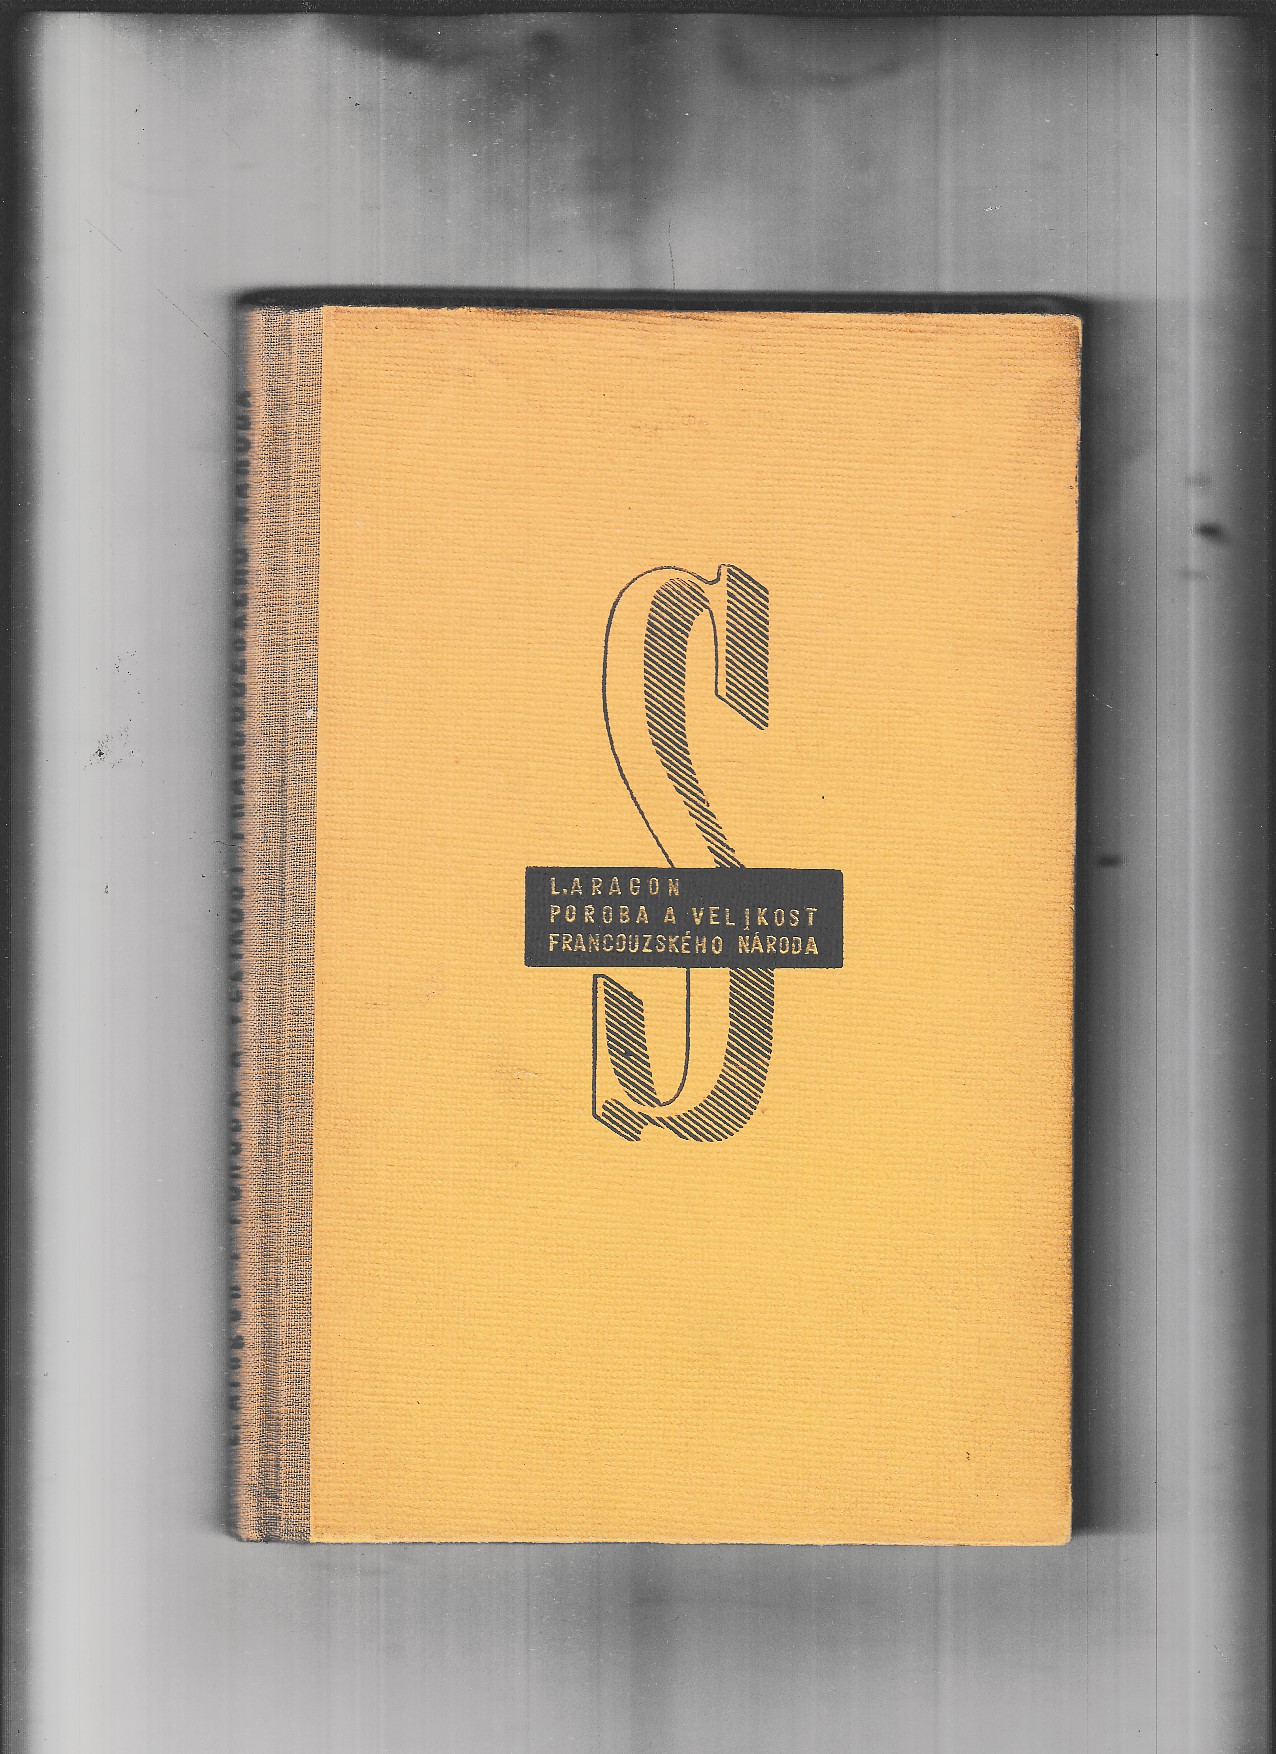 S
L. ARAGON
POROBA A VELIKOST
FRANCOUZSKÉHO NÁRODA